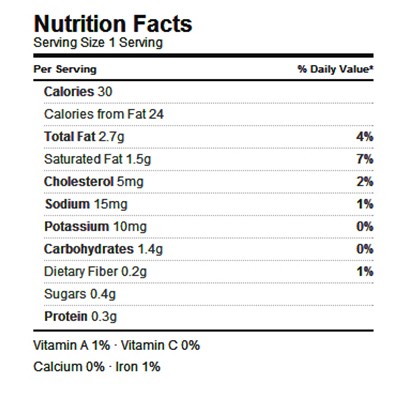 Nutrition Facts
Serving Size 1 Serving
Per Serving % Daily Value*
Calories 30
Calories from Fat 24
Total Fat 2.7g 4%
Saturated Fat 1.5g 7%
Cholesterol 5mg 2%
Sodium 15mg 1%
Potassium 10mg 0%
Carbohydrates 1.4g 0%
Dietary Fiber 0.2g 1%
Sugars 0.4g
Protein 0.3g
Vitamin A 1% · Vitamin C 0%
Calcium 0% · Iron 1%